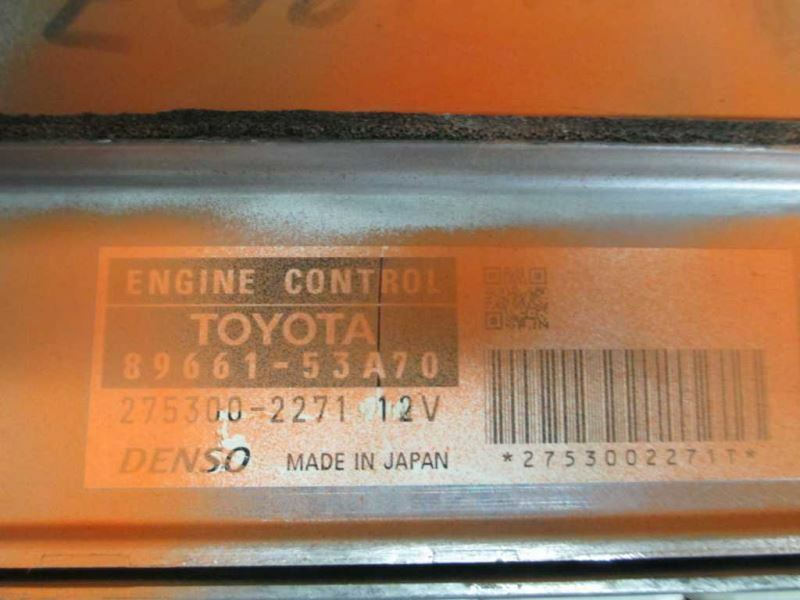 ENGINE CONTROL
TOYOTA
89661-53A70
275300-2271 12V
DENSO MADE IN JAPAN
*2753002271T*